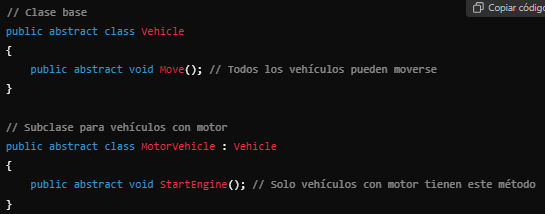 Copiar código
// Clase base
public abstract class Vehicle
{
public abstract void Move(); // Todos los vehículos pueden moverse
}
// Subclase para vehículos con motor
public abstract class MotorVehicle : Vehicle
{
public abstract void StartEngine(); // Solo vehículos con motor tienen este método
}